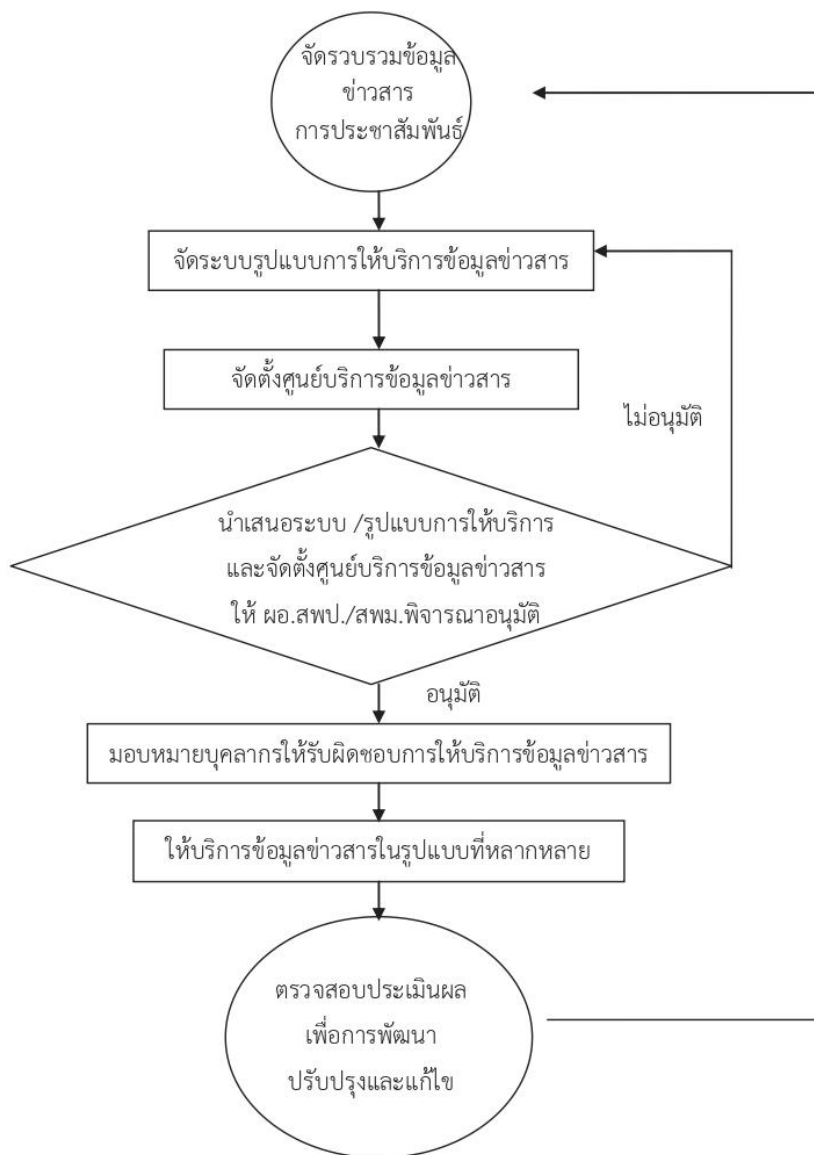 จัดรวบรวมข้อมูล
ข่าวสาร
การประชาสัมพันธ์
จัดระบบรูปแบบการให้บริการข้อมูลข่าวสาร
จัดตั้งศูนย์บริการข้อมูลข่าวสาร
ไม่อนุมัติ
นำเสนอระบบ /รูปแบบการให้บริการ
และจัดตั้งศูนย์บริการข้อมูลข่าวสาร
ให้ ผอ.สพป./สพม.พิจารณาอนุมัติ
อนุมัติ
มอบหมายบุคลากรให้รับผิดชอบการให้บริการข้อมูลข่าวสาร
ให้บริการข้อมูลข่าวสารในรูปแบบที่หลากหลาย
ตรวจสอบประเมินผล
เพื่อการพัฒนา
ปรับปรุงและแก้ไข